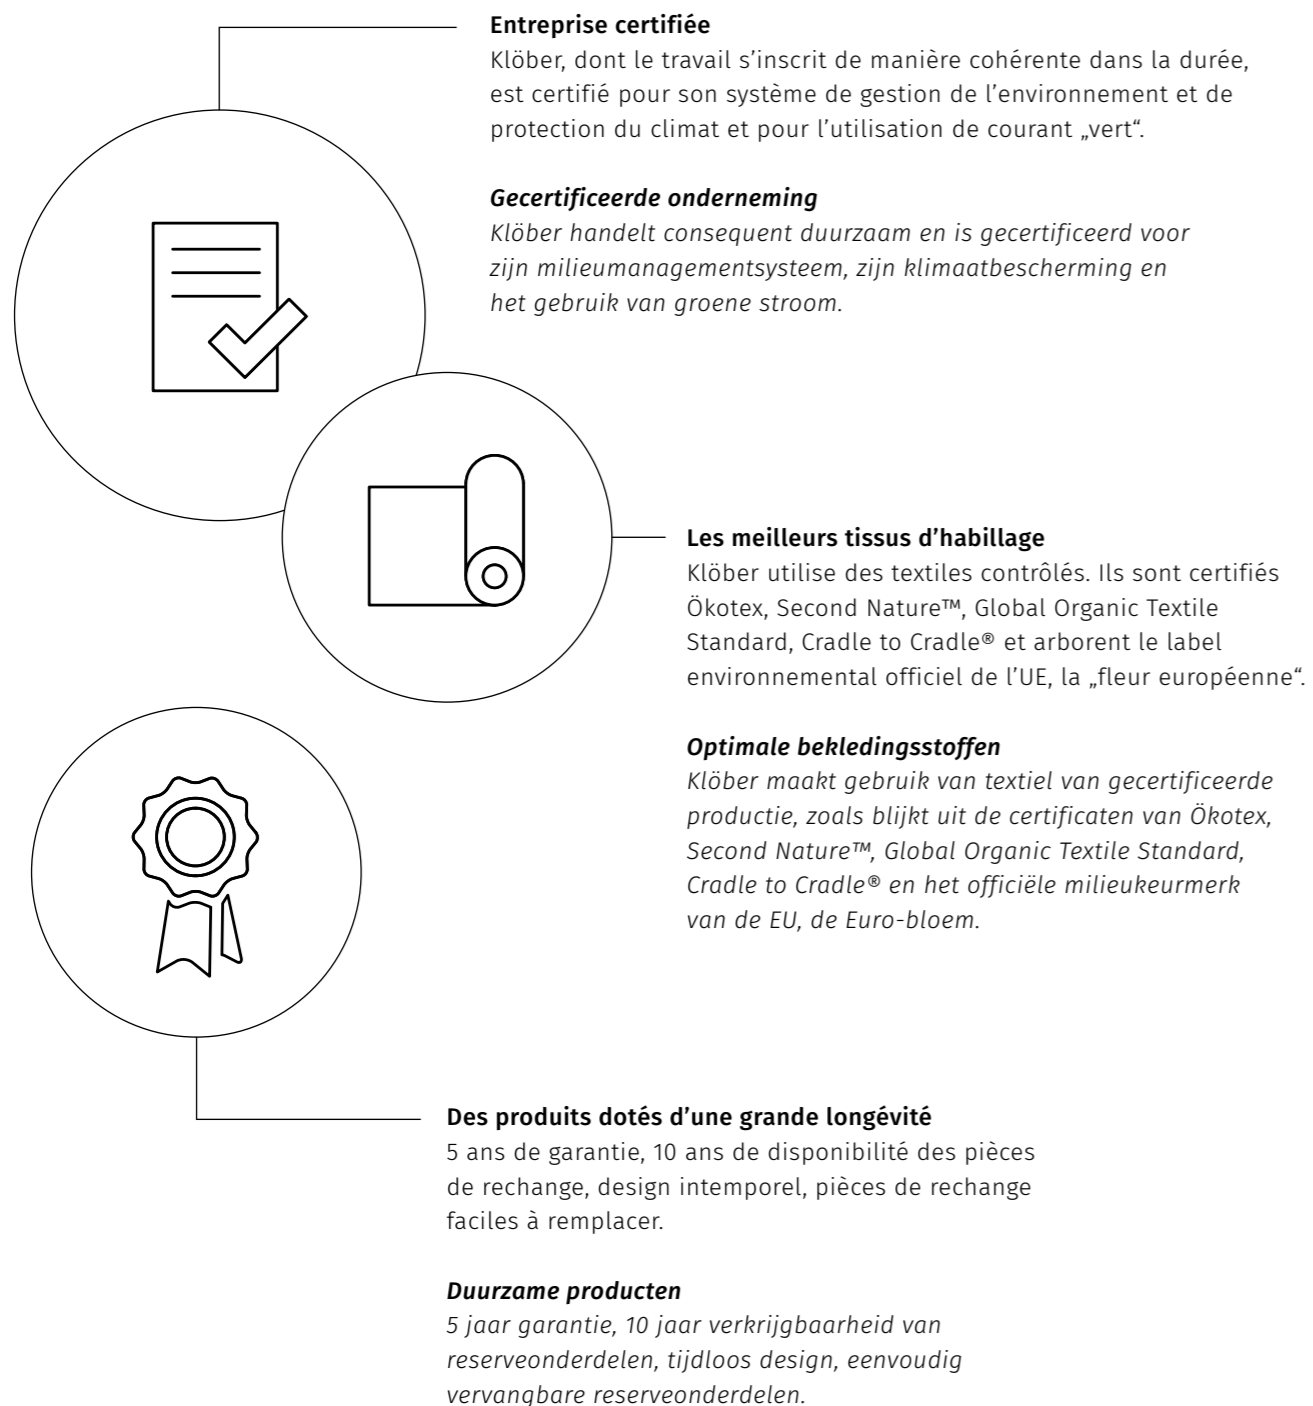 Entreprise certifiée
Klöber, dont le travail s’inscrit de manière cohérente dans la durée,
est certifié pour son système de gestion de l’environnement et de
protection du climat et pour l’utilisation de courant „vert“.
Gecertificeerde onderneming
Klöber handelt consequent duurzaam en is gecertificeerd voor
zijn milieumanagementsysteem, zijn klimaatbescherming en
het gebruik van groene stroom.
Les meilleurs tissus d’habillage
Klöber utilise des textiles contrôlés. Ils sont certifiés
Ökotex, Second Nature™, Global Organic Textile
Standard, Cradle to Cradle® et arborent le label
environnemental officiel de l’UE, la „fleur européenne“.
Optimale bekledingsstoffen
Klöber maakt gebruik van textiel van gecertificeerde
productie, zoals blijkt uit de certificaten van Ökotex,
Second Nature™, Global Organic Textile Standard,
Cradle to Cradle® en het officiële milieukeurmerk
van de EU, de Euro-bloem.
Des produits dotés d’une grande longévité
5 ans de garantie, 10 ans de disponibilité des pièces
de rechange, design intemporel, pièces de rechange
faciles à remplacer.
Duurzame producten
5 jaar garantie, 10 jaar verkrijgbaarheid van
reserveonderdelen, tijdloos design, eenvoudig
vervangbare reserveonderdelen.